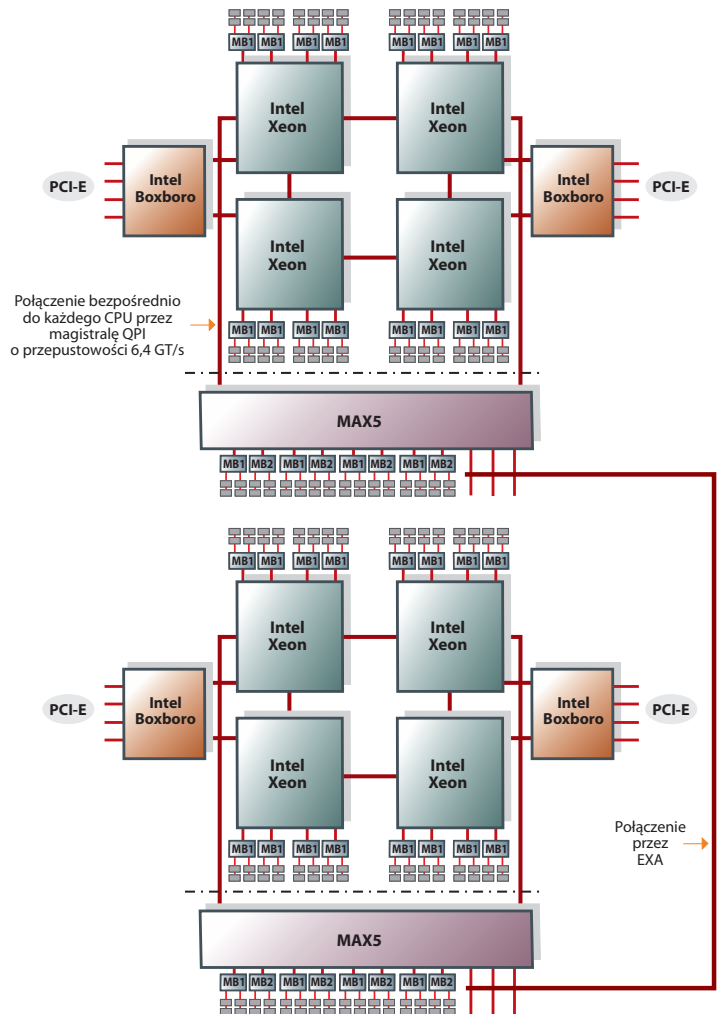 MB1 MB1 MB1 MB1 MB1 MB1 MB1 MB1
Intel
Xeon
Intel
Xeon
PCI-E
Intel
Boxboro
Intel
Boxboro
PCI-E
Intel
Xeon
Intel
Xeon
Połączenie bezpośrednio
do każdego CPU przez
magistralę QPI
o przepustowości 6,4 GT/s
MB1 MB1 MB1 MB1 MB1 MB1 MB1 MB1
MAX5
MB1 MB2 MB1 MB2 MB1 MB2 MB1 MB2
MB1 MB1 MB1 MB1 MB1 MB1 MB1 MB1
Intel
Xeon
Intel
Xeon
PCI-E
Intel
Boxboro
Intel
Boxboro
PCI-E
Intel
Xeon
Intel
Xeon
Połączenie
przez
EXA
MB1 MB1 MB1 MB1 MB1 MB1 MB1 MB1
MAX5
MB1 MB2 MB1 MB2 MB1 MB2 MB1 MB2